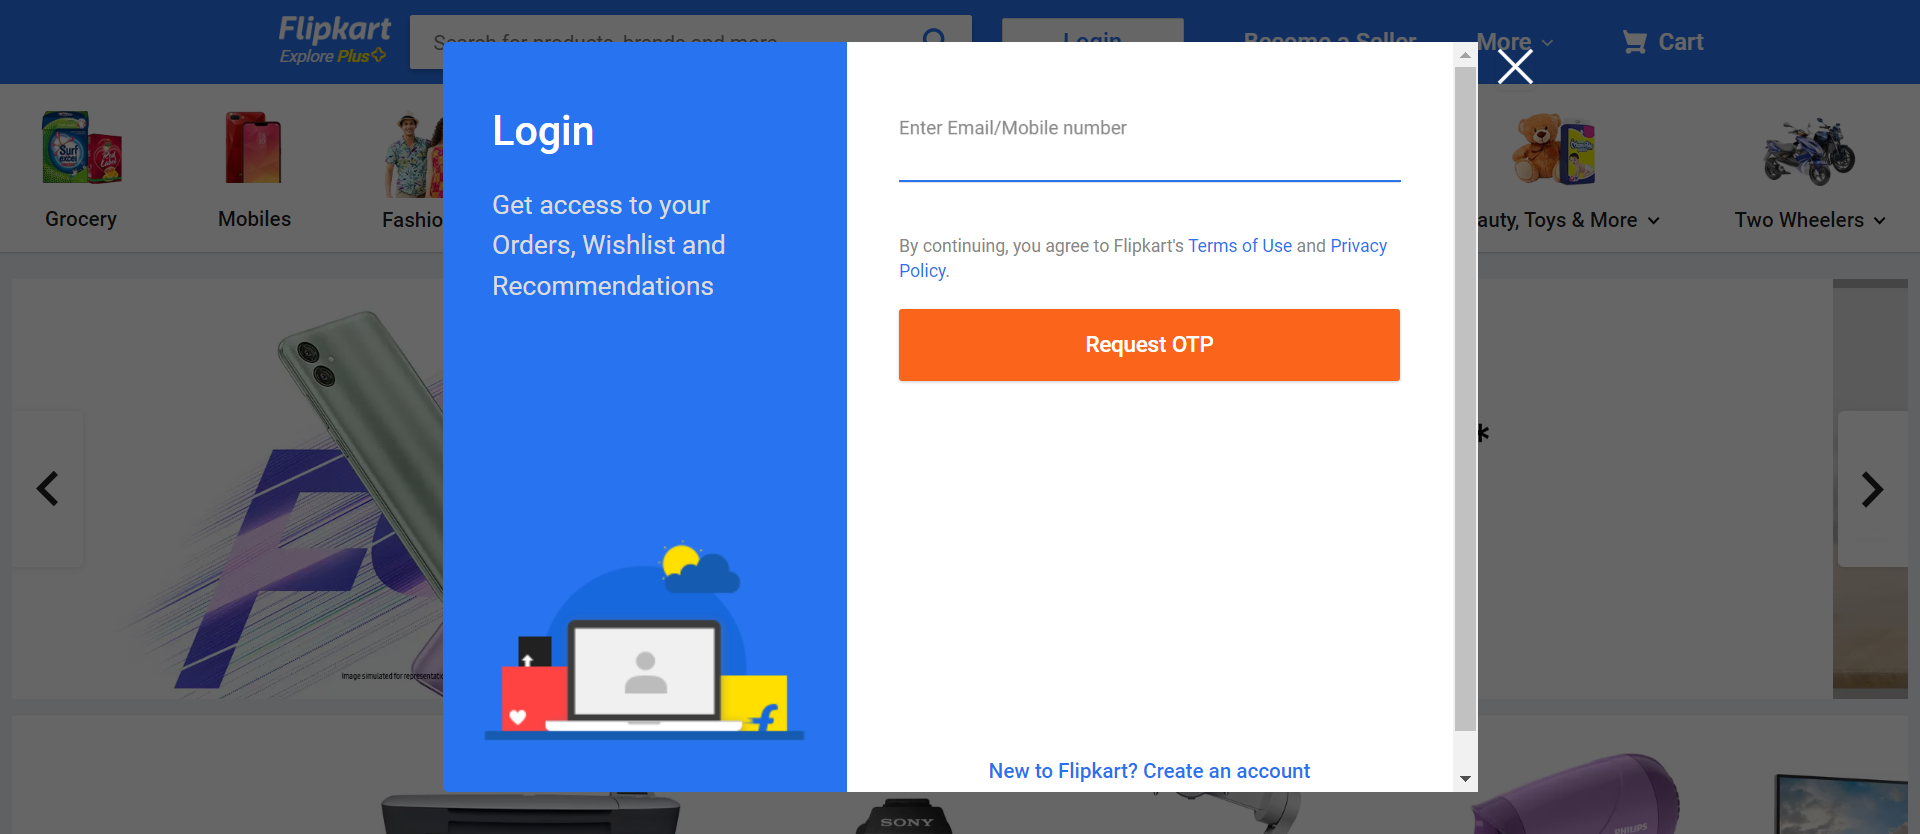 Flipkart
Explore Plus
Search for products, brands and more
Login
Become a Seller
More
Cart
Grocery
Mobiles
Fashio
auty, Toys & More
Two Wheelers
Login
Get access to your
Orders, Wishlist and
Recommendations
Enter Email/Mobile number
By continuing, you agree to Flipkart's Terms of Use and Privacy
Policy.
Request OTP
New to Flipkart? Create an account
*
Image simulated for representatio
Surf
excel
SONY
PHILIPS